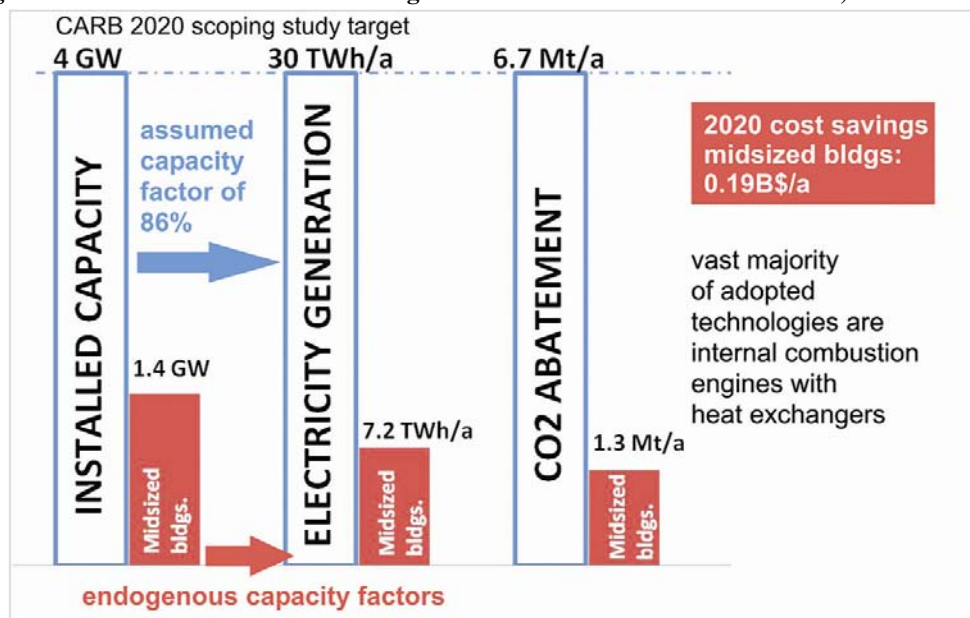 CARB 2020 scoping study target
4 GW
30 TWh/a
6.7 Mt/a
INSTALLED CAPACITY
assumed
capacity
factor of
86%
ELECTRICITY GENERATION
CO2 ABATEMENT
2020 cost savings
midsized bldgs:
0.19B$/a
vast majority
of adopted
technologies are
internal combustion
engines with
heat exchangers
1.4 GW
Midsized
bldgs.
7.2 TWh/a
Midsized
bldgs.
1.3 Mt/a
Midsized
bldgs.
endogenous capacity factors